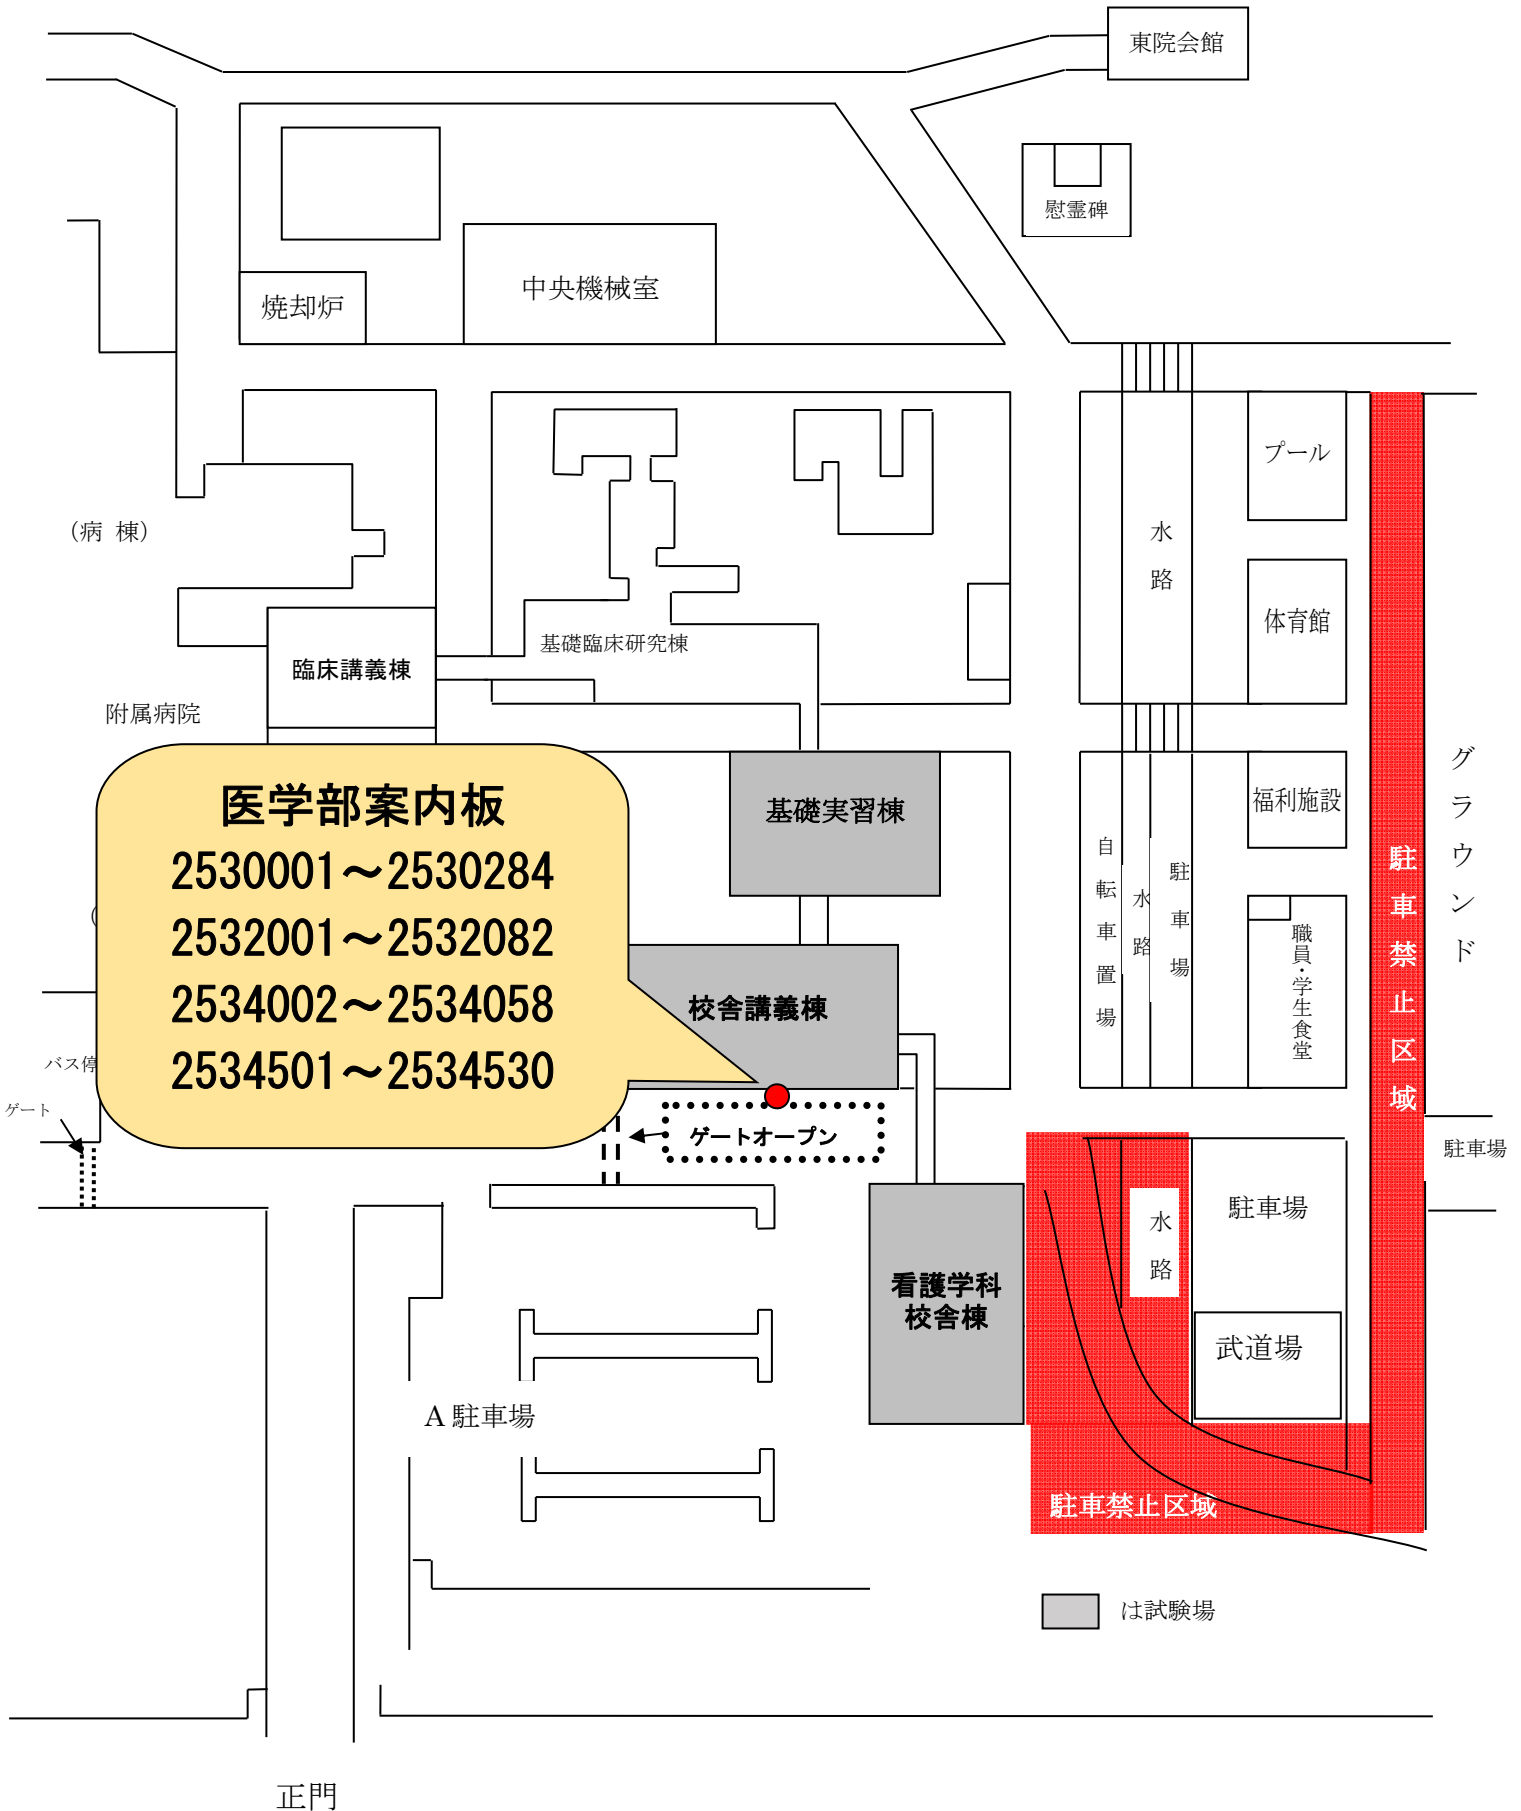 東院会館
慰霊碑
中央機械室
焼却炉
プール
水路
(病 棟)
体育館
基礎臨床研究棟
臨床講義棟
附属病院
グラウンド
医学部案内板
2530001～2530284
2532001～2532082
2534002～2534058
2534501～2534530
基礎実習棟
福利施設
自転車置場
水路
駐車場
駐車禁止区域
職員・学生食堂
校舎講義棟
(
バス停
ゲート
ゲートオープン
駐車場
水路
駐車場
看護学科
校舎棟
武道場
A 駐車場
駐車禁止区域
は試験場
正門